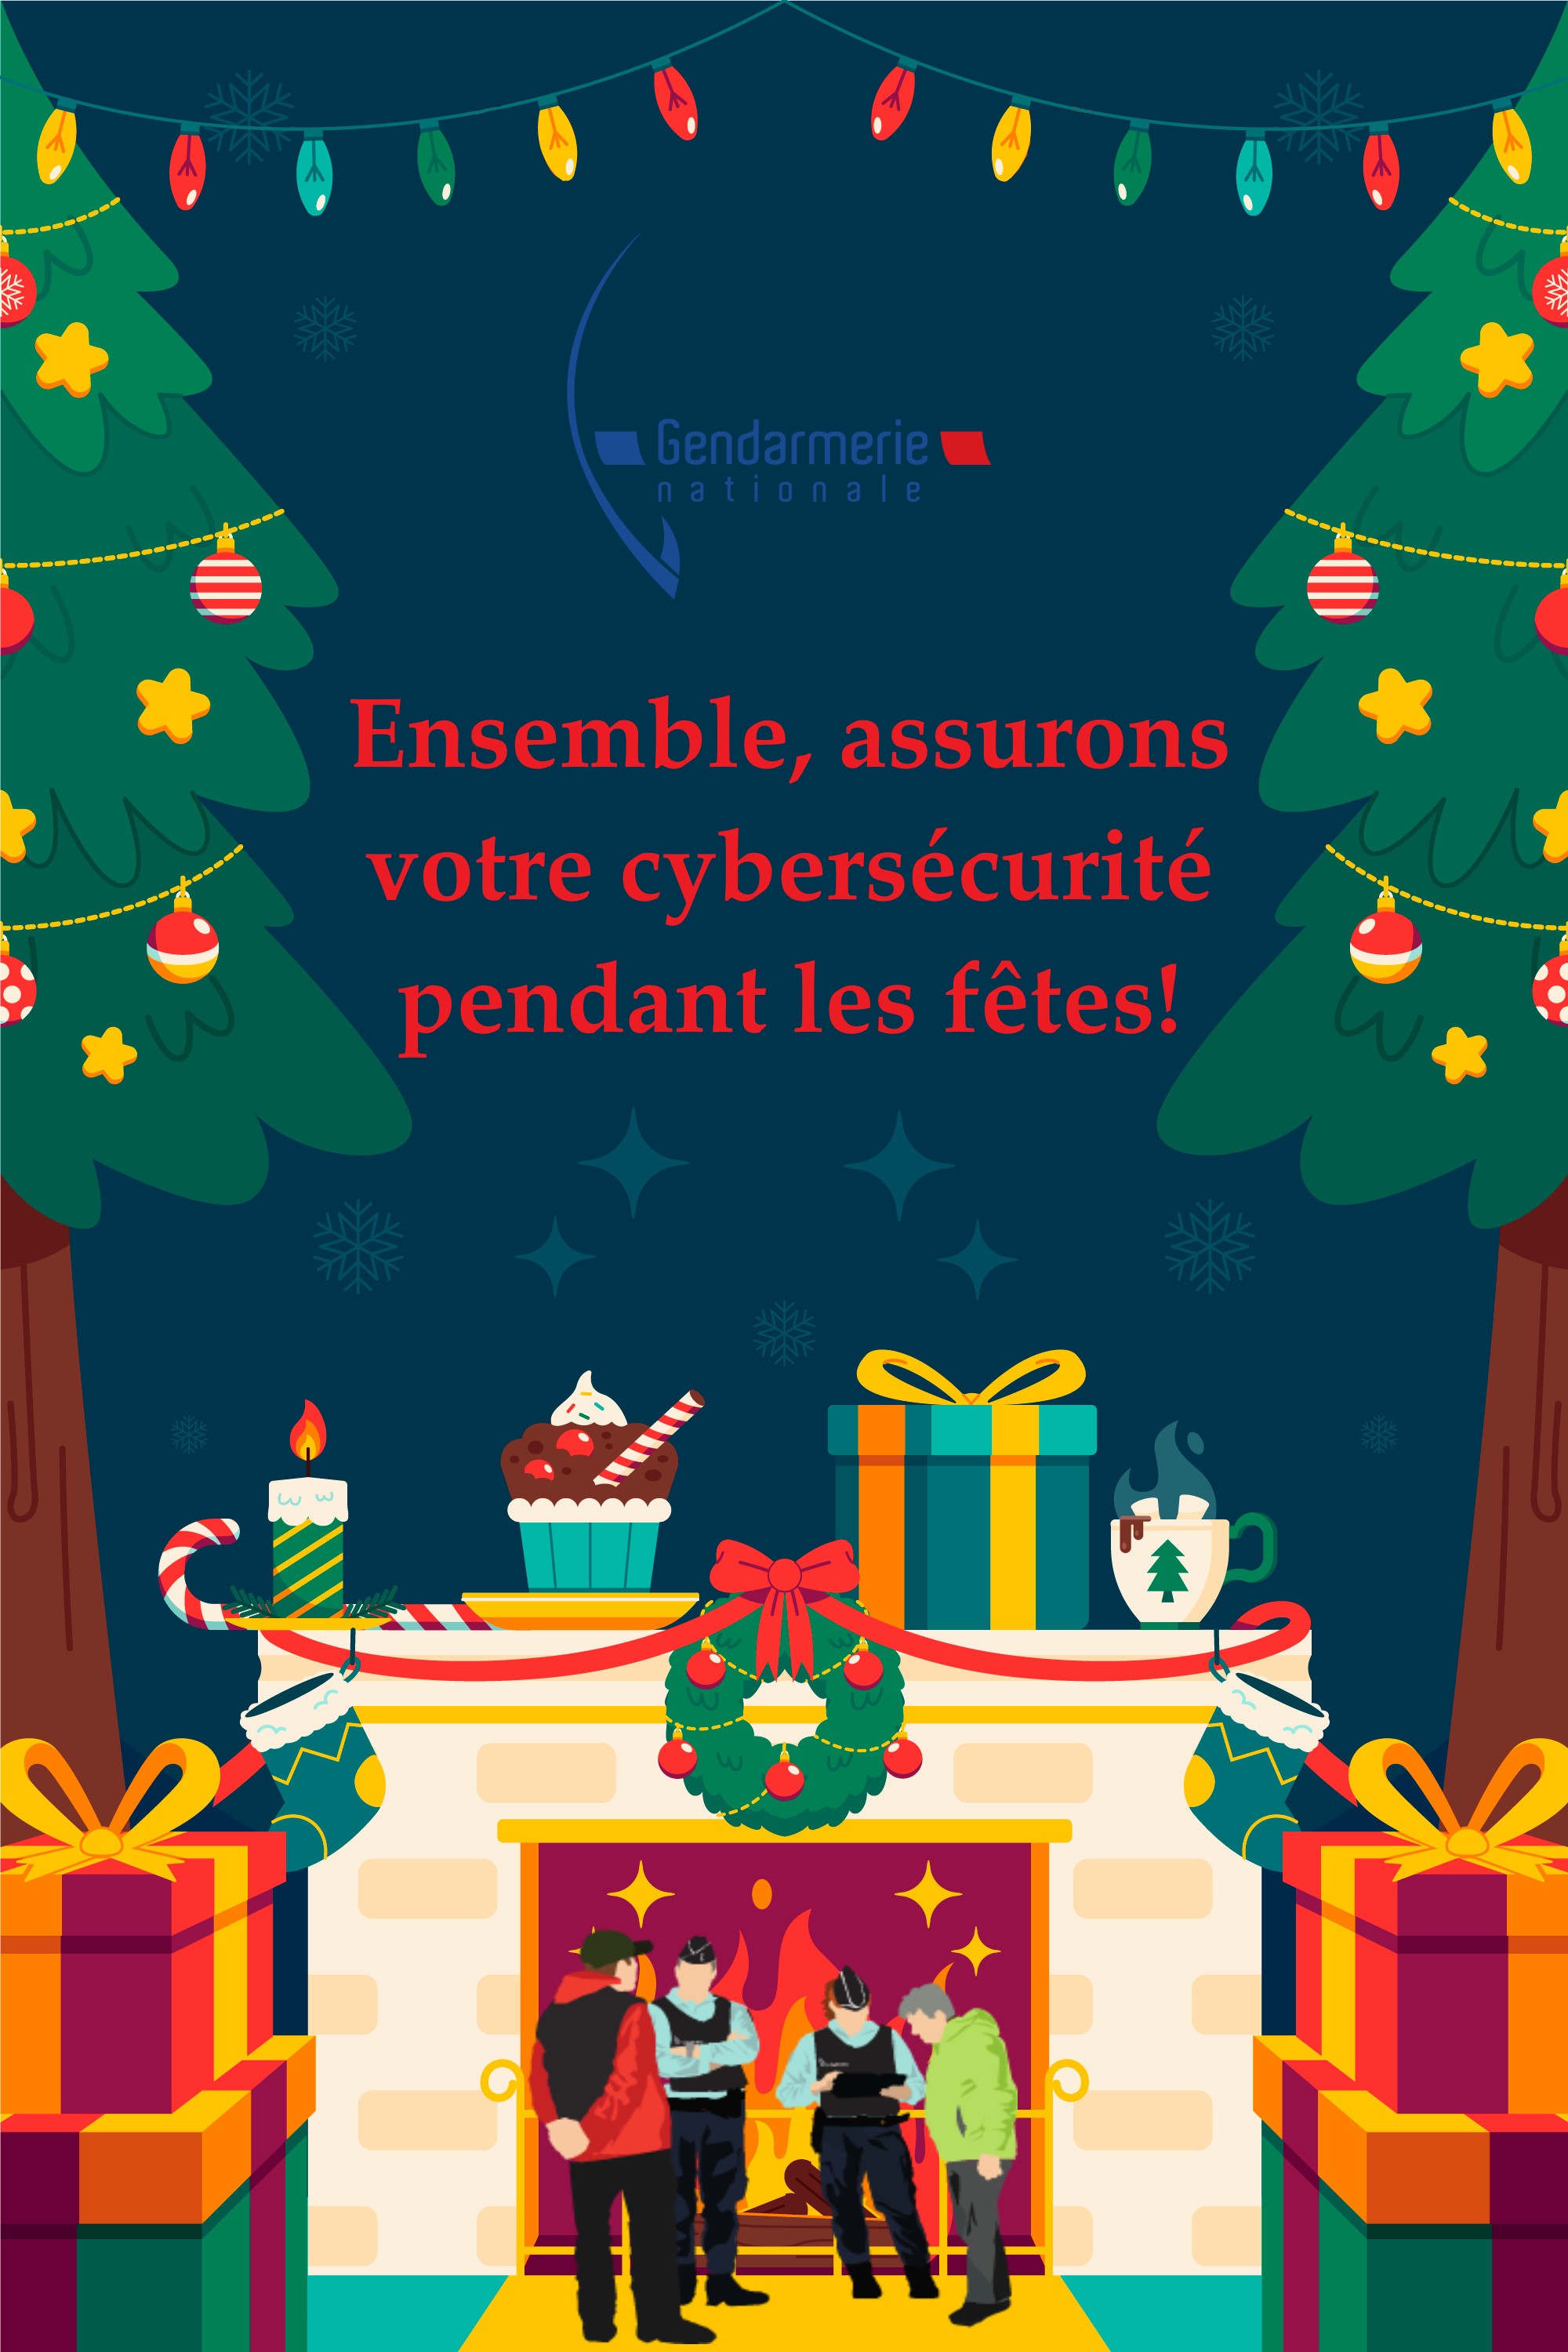 Gendarmerie
nationale
Ensemble, assurons
votre cybersécurité
pendant les fêtes!